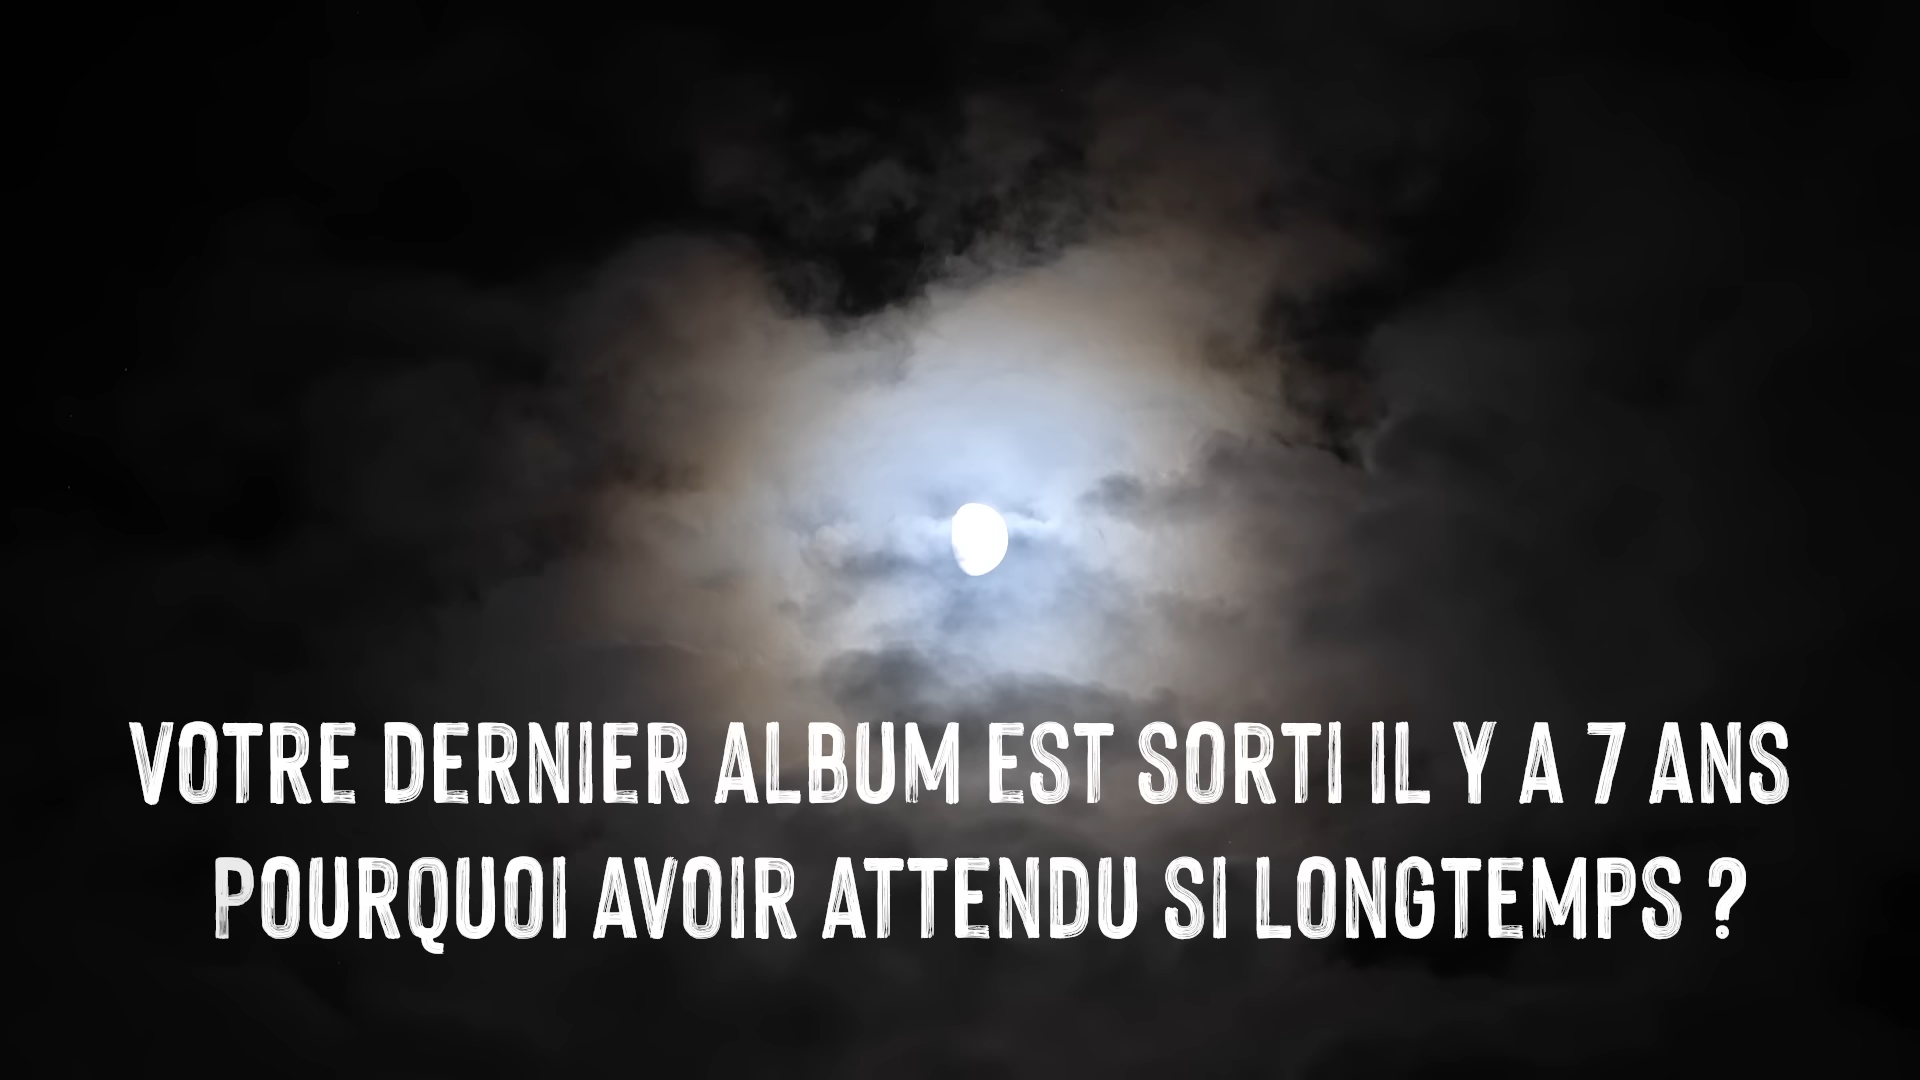 VOTRE DERNIER ALBUM EST SORTI IL Y A 7 ANS
POURQUOI AVOIR ATTENDU SI LONGTEMPS ?